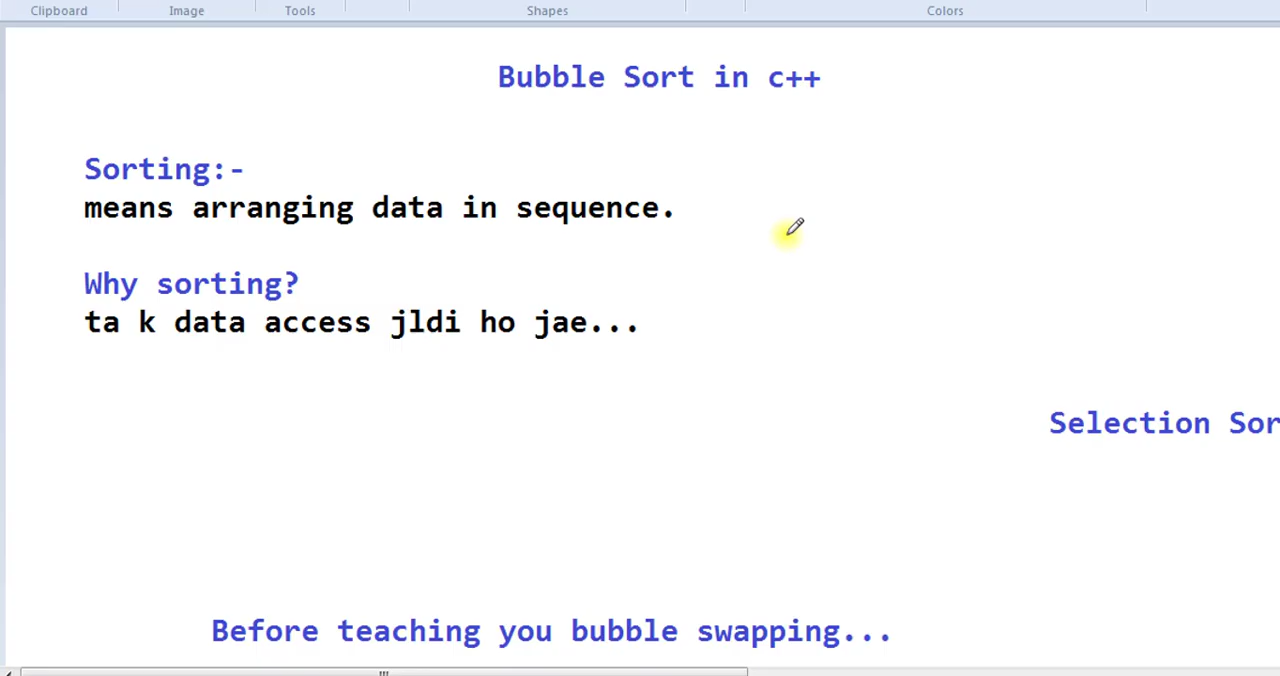 Clipboard Image Tools Shapes Colors
Bubble Sort in c++
Sorting:-
means arranging data in sequence.
Why sorting?
ta k data access jldi ho jae...
Selection Sor
Before teaching you bubble swapping...